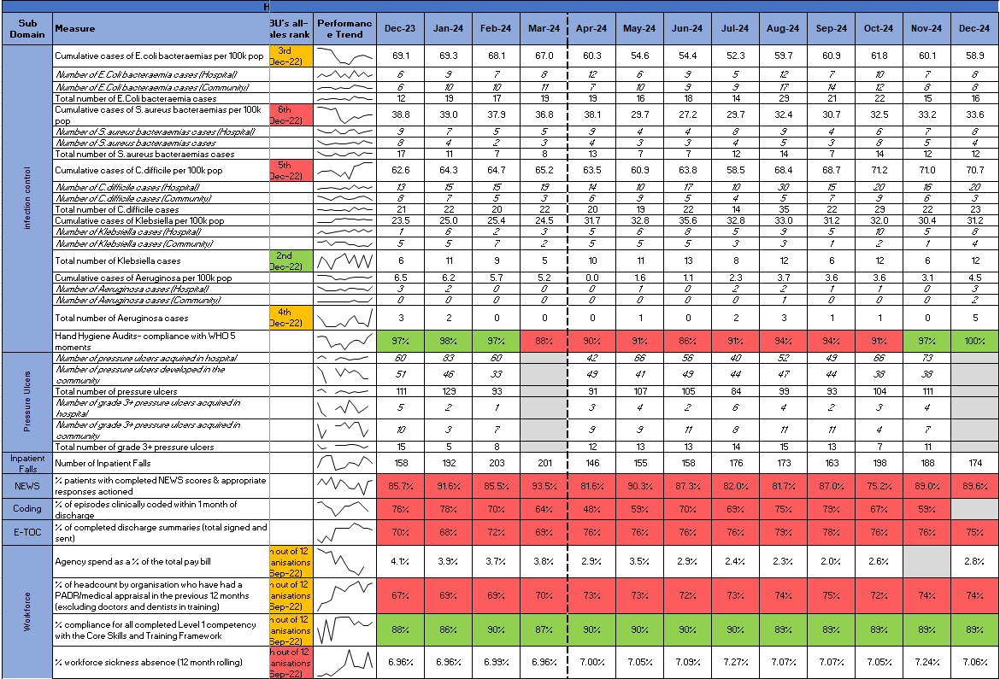 H
Sub Domain Measure BU's all- ales rank Performanc e Trend Dec-23 Jan-24 Feb-24 Mar-24 Apr-24 May-24 Jun-24 Jul-24 Aug-24 Sep-24 Oct-24 Nov-24 Dec-24
infection control
Cumulative cases of E.coli bacteraemias per 100k pop 3rd Dec-22) 69.1 69.3 68.1 67.0 60.3 54.6 54.4 52.3 59.7 60.9 61.8 60.1 58.9
Number of E.Coli bacteraemia cases (Hospital) 6 9 7 8 12 6 9 5 12 7 10 7 8
Number of E.Coli bacteraemia cases (Community) 6 10 10 11 7 10 9 9 17 14 12 8 8
Total number of E.Coli bacteraemia cases 12 19 17 19 19 16 18 14 29 21 22 15 16
Cumulative cases of S.aureus bacteraemias per 100k pop 6th Dec-22) 38.8 39.0 37.9 36.8 38.1 29.7 27.2 29.7 32.4 30.7 32.5 33.2 33.6
Number of S.aureus bacteraemias cases (Hospital) 9 7 5 5 9 4 4 8 9 4 6 7 8
Number of S.aureus bacteraemias cases 8 4 2 3 4 3 3 4 5 3 8 5 4
Total number of S.aureus bacteraemias cases 17 11 7 8 13 7 7 12 14 7 14 12 12
Cumulative cases of C.difficile per 100k pop 5th Dec-22) 62.6 64.3 64.7 65.2 63.5 60.9 63.8 58.5 68.4 68.7 71.2 71.0 70.7
Number of C.difficile cases (Hospital) 13 15 15 19 14 10 17 10 30 15 20 16 20
Number of C.difficile cases (Community) 8 7 5 3 6 9 5 4 5 7 9 6 3
Total number of C.difficile cases 21 22 20 22 20 19 22 14 35 22 29 22 23
Cumulative cases of Klebsiella per 100k pop 23.5 25.0 25.4 24.5 31.7 32.8 35.6 32.8 33.0 31.2 32.0 30.4 31.2
Number of Klebsiella cases (Hospital) 1 6 2 3 5 6 8 5 9 5 10 5 8
Number of Klebsiella cases (Community) 5 5 7 2 5 5 5 3 3 1 2 1 4
Total number of Klebsiella cases 2nd Dec-22) 6 11 9 5 10 11 13 8 12 6 12 6 12
Cumulative cases of Aeruginosa per 100k pop 6.5 6.2 5.7 5.2 0.0 1.6 1.1 2.3 3.7 3.6 3.6 3.1 4.5
Number of Aeruginosa cases (Hospital) 3 2 0 0 0 1 0 2 2 1 1 0 3
Number of Aeruginosa cases (Community) 0 0 0 0 0 0 0 0 1 0 0 0 2
Total number of Aeruginosa cases 4th Dec-22) 3 2 0 0 0 1 0 2 3 1 1 0 5
Hand Hygiene Audits- compliance with WHO 5 moments 97% 98% 97% 88% 90% 91% 86% 91% 94% 94% 91% 97% 100%
Pressure Ulcers
Number of pressure ulcers acquired in hospital 60 83 60 42 66 56 40 52 49 66 73
Number of pressure ulcers developed in the community 51 46 33 49 41 49 44 47 44 38 38
Total number of pressure ulcers 111 129 93 91 107 105 84 99 93 104 111
Number of grade 3+ pressure ulcers acquired in hospital 5 2 1 3 4 2 6 4 2 3 4
Number of grade 3+ pressure ulcers acquired in community 10 3 7 9 9 11 8 11 11 4 7
Total number of grade 3+ pressure ulcers 15 5 8 12 13 13 14 15 13 7 11
Inpatient Falls Number of Inpatient Falls 158 192 203 201 146 155 158 176 173 163 198 188 174
NEWS % patients with completed NEWS scores & appropriate responses actioned 85.7% 91.6% 85.5% 93.5% 81.6% 90.3% 87.3% 82.0% 81.7% 87.0% 75.2% 89.0% 89.6%
Coding % of episodes clinically coded within 1 month of discharge 76% 78% 70% 64% 48% 59% 70% 69% 75% 79% 67% 59%
E-TOC % of completed discharge summaries (total signed and sent) 70% 68% 72% 69% 76% 76% 76% 76% 79% 78% 76% 76% 75%
Workforce
Agency spend as a % of the total pay bill h out of 12 anisations Sep-22) 4.1% 3.9% 3.7% 3.8% 2.9% 3.5% 2.9% 2.4% 2.3% 2.0% 2.6% 2.8%
% of headcount by organisation who have had a PADR/medical appraisal in the previous 12 months (excluding doctors and dentists in training) h out of 12 anisations Sep-22) 67% 69% 69% 70% 73% 73% 72% 73% 74% 75% 72% 74% 74%
% compliance for all completed Level 1 competency with the Core Skills and Training Framework h out of 12 anisations Sep-22) 88% 86% 90% 87% 90% 90% 90% 90% 89% 89% 89% 89% 89%
% workforce sickness absence (12 month rolling) h out of 12 anisations Sep-22) 6.96% 6.96% 6.99% 6.96% 7.00% 7.05% 7.09% 7.27% 7.07% 7.07% 7.05% 7.24% 7.06%